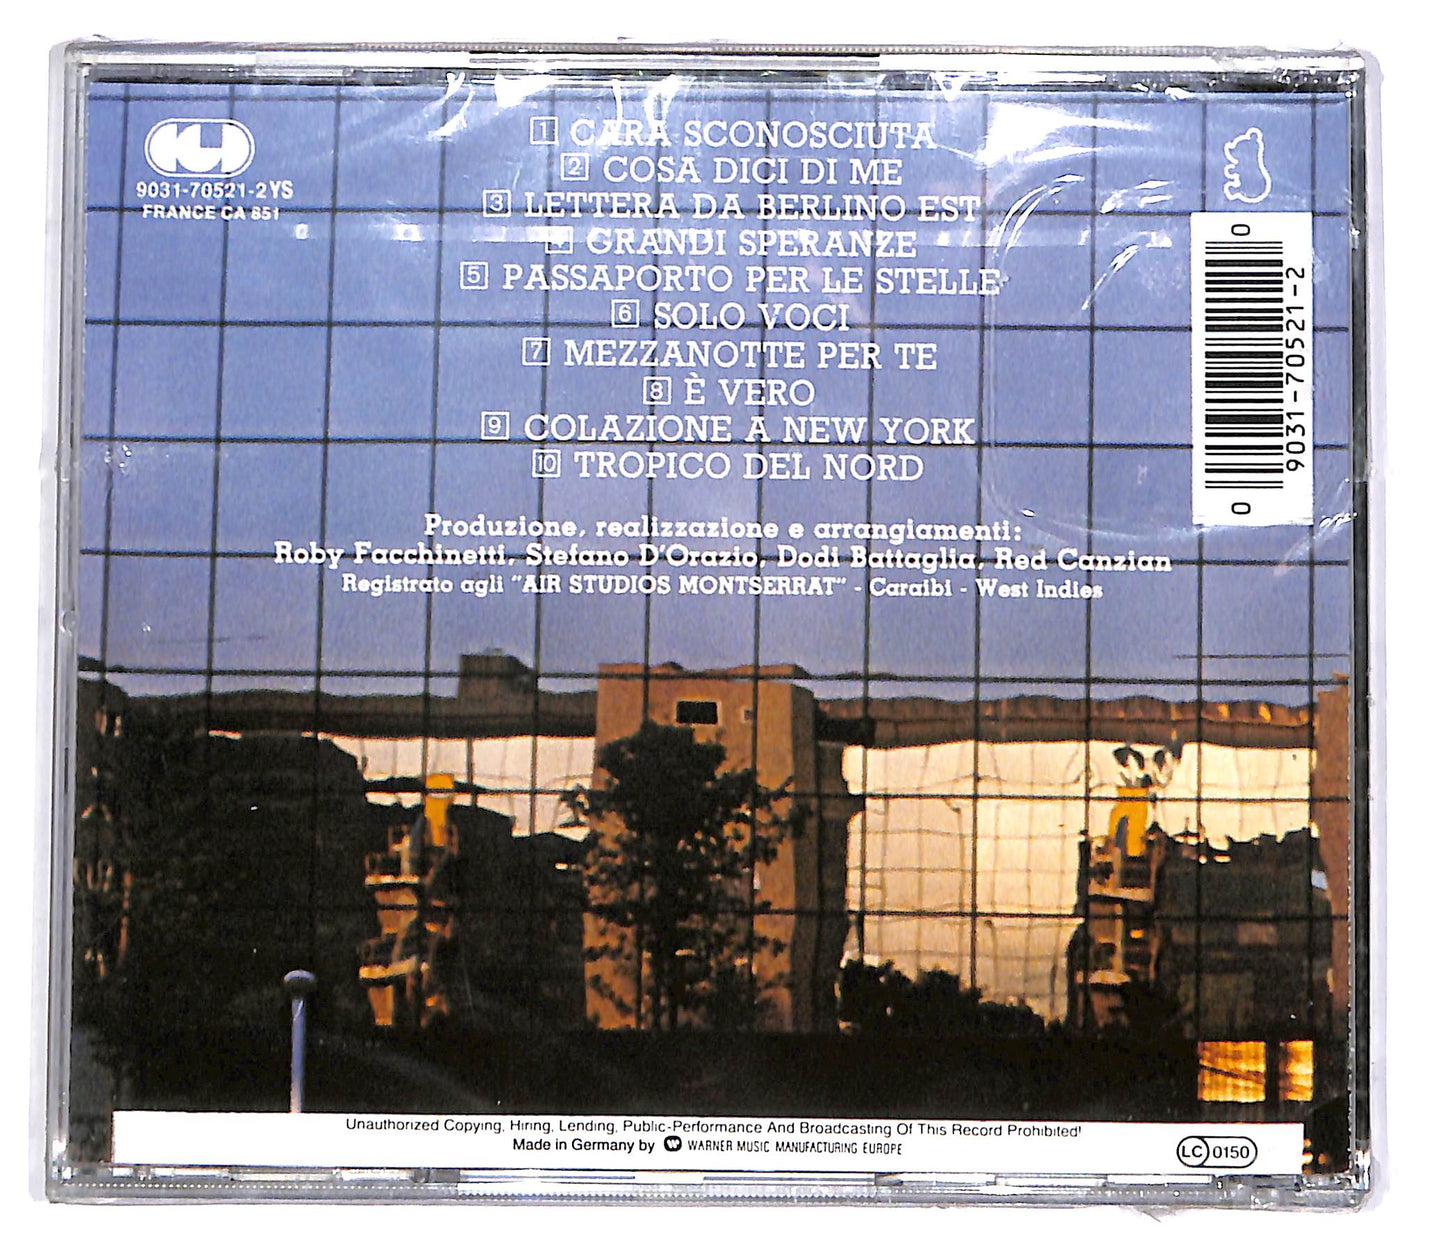 CGD
9031-70521-2 YS
FRANCE CA 851
1 CARA SCONOSCIUTA
2 COSA DICI DI ME
3 LETTERA DA BERLINO EST
4 GRANDI SPERANZE
5 PASSAPORTO PER LE STELLE
6 SOLO VOCI
7 MEZZANOTTE PER TE
8 È VERO
9 COLAZIONE A NEW YORK
10 TROPICO DEL NORD
Produzione, realizzazione e arrangiamenti:
Roby Facchinetti, Stefano D'Orazio, Dodi Battaglia, Red Canzian
Registrato agli "AIR STUDIOS MONTSERRAT" - Caraibi - West Indies
0 9031-70521-2 0
Unauthorized Copying, Hiring, Lending, Public-Performance And Broadcasting Of This Record Prohibited!
Made in Germany by WARNER MUSIC MANUFACTURING EUROPE
LC 0150